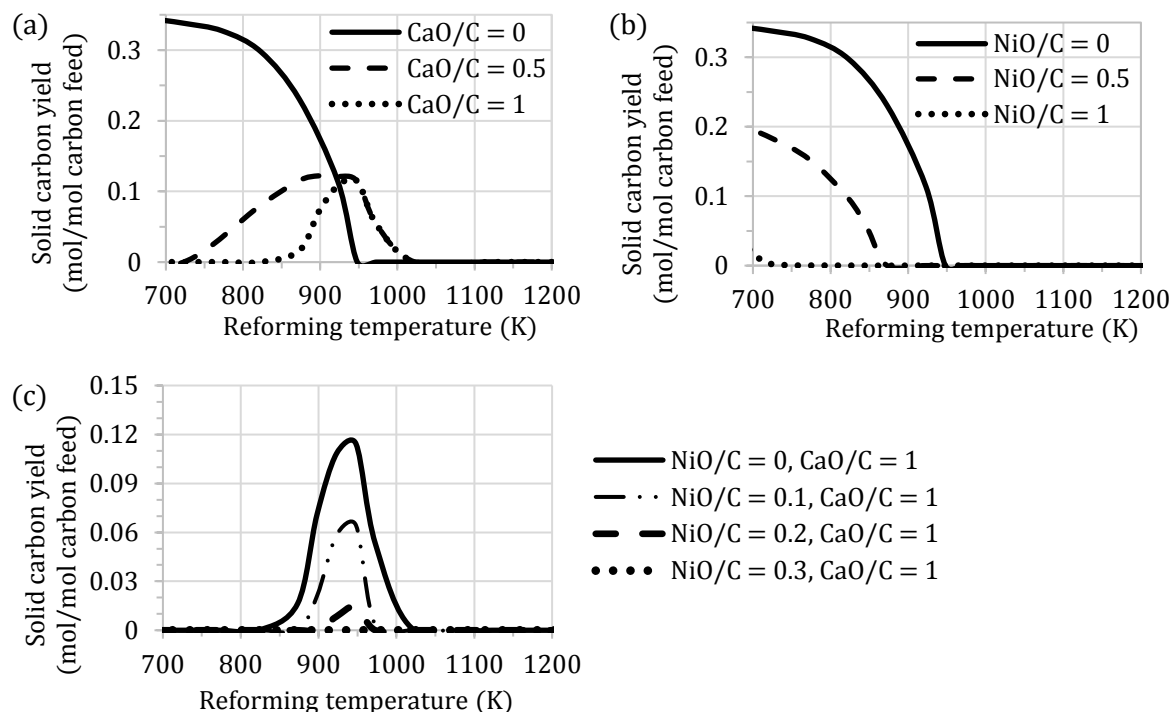 (a)
Solid carbon yield
(mol/mol carbon feed)
0.3
0.2
0.1
0
CaO/C = 0
CaO/C = 0.5
CaO/C = 1
700 800 900 1000 1100 1200
Reforming temperature (K)
(b)
Solid carbon yield
(mol/mol carbon feed)
0.3
0.2
0.1
0
NiO/C = 0
NiO/C = 0.5
NiO/C = 1
700 800 900 1000 1100 1200
Reforming temperature (K)
(c)
Solid carbon yield
(mol/mol carbon feed)
0.15
0.12
0.09
0.06
0.03
0
700 800 900 1000 1100 1200
Reforming temperature (K)
NiO/C = 0, CaO/C = 1
NiO/C = 0.1, CaO/C = 1
NiO/C = 0.2, CaO/C = 1
NiO/C = 0.3, CaO/C = 1